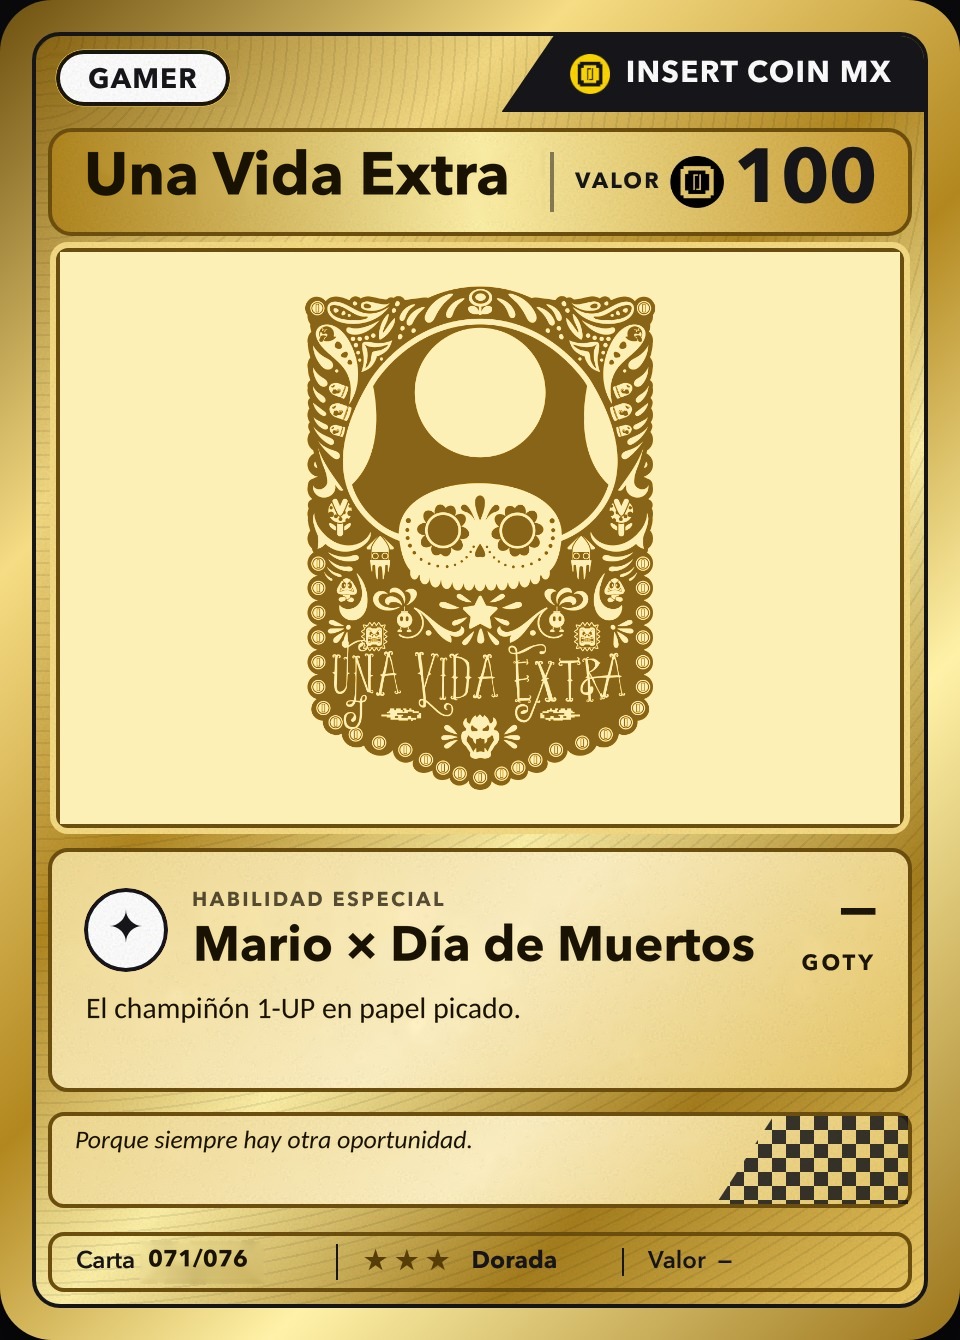 GAMER
INSERT COIN MX
Una Vida Extra
VALOR 100
UNA VIDA EXTRA
HABILIDAD ESPECIAL
Mario × Día de Muertos
—
GOTY
El champiñón 1-UP en papel picado.
Porque siempre hay otra oportunidad.
Carta 071/076 ★★★ Dorada Valor –